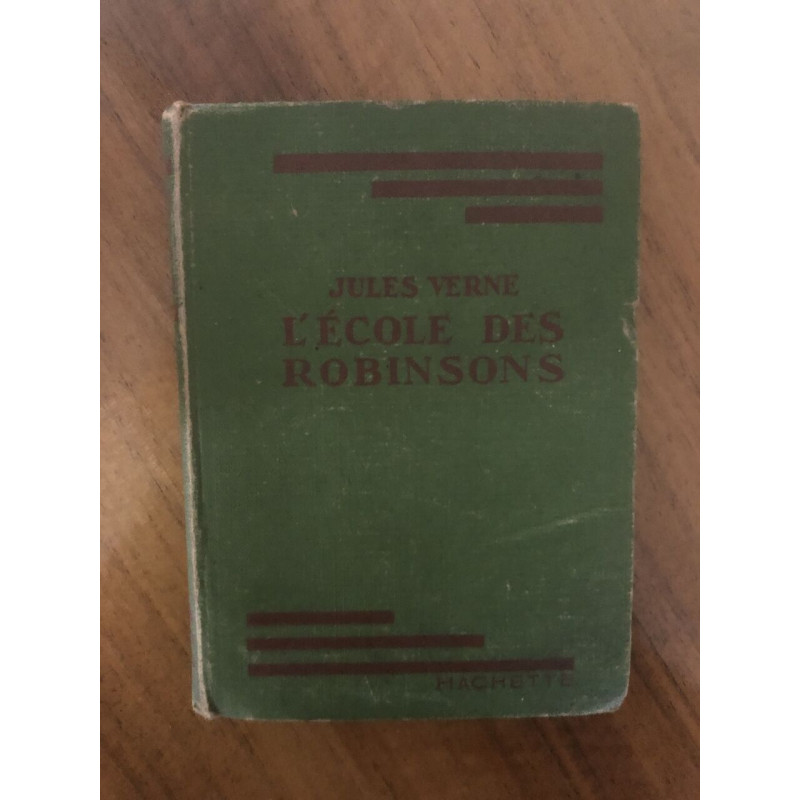 JULES VERNE
L'ÉCOLE DES
ROBINSONS
HACHETTE